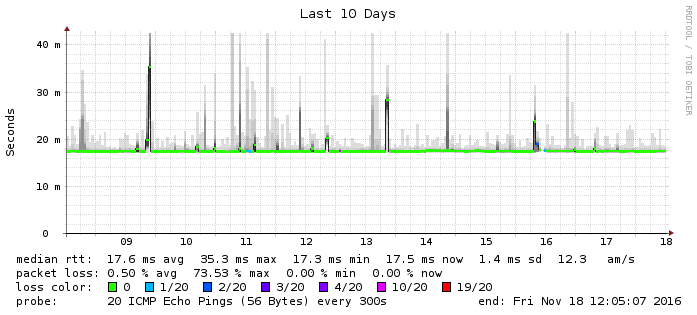 Last 10 Days
RRDTOOL / TOBI OETIKER
Seconds
40 m
30 m
20 m
10 m
0
09 10 11 12 13 14 15 16 17 18
median rtt: 17.6 ms avg 35.3 ms max 17.3 ms min 17.5 ms now 1.4 ms sd 12.3 am/s
packet loss: 0.50 % avg 73.53 % max 0.00 % min 0.00 % now
loss color: 0 1/20 2/20 3/20 4/20 10/20 19/20
probe: 20 ICMP Echo Pings (56 Bytes) every 300s end: Fri Nov 18 12:05:07 2016